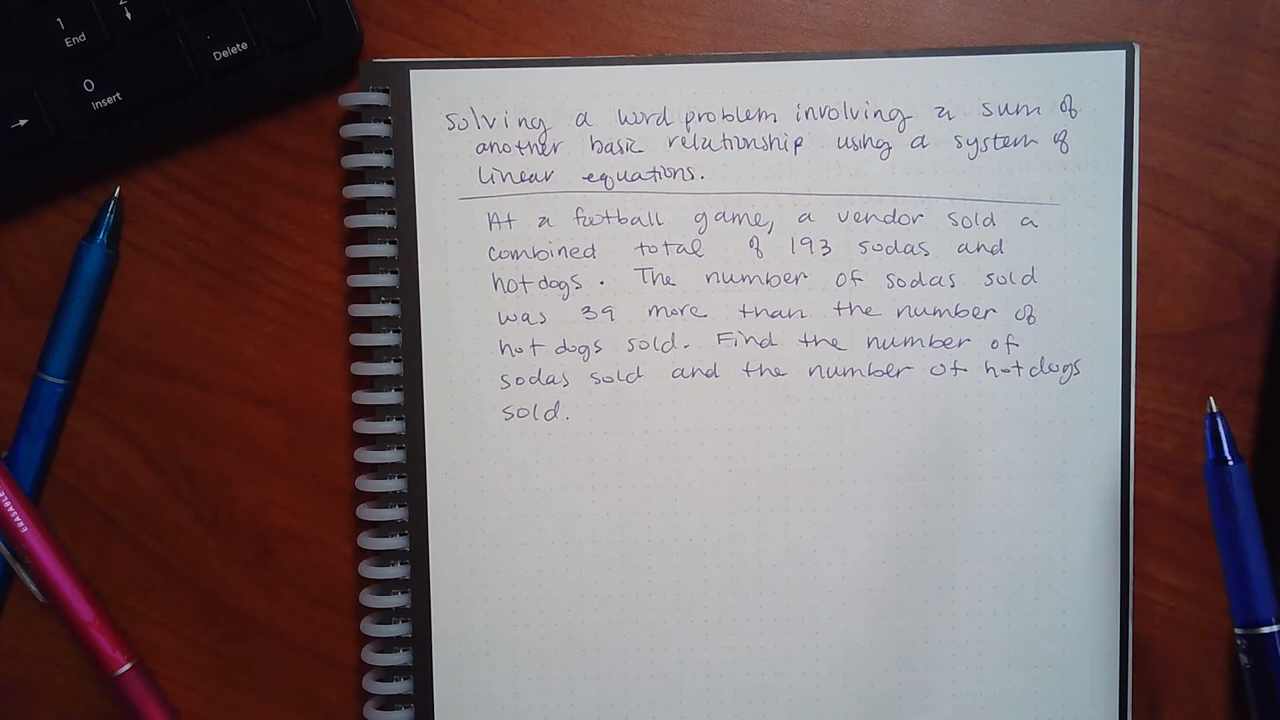 1
End
2
↓
.
Delete
0
Insert
→
solving a word problem involving a sum of
another basic relationship using a system of
linear equations.
At a football game, a vendor sold a
combined total of 193 sodas and
hotdogs. The number of sodas sold
was 39 more than the number of
hot dogs sold. Find the number of
sodas sold and the number of hotdogs
sold.
ERASABLE